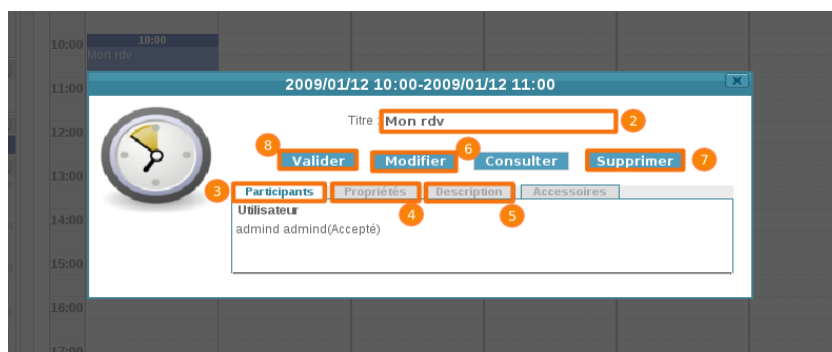 10:00
10:00
Mon rdv
11:00
2009/01/12 10:00-2009/01/12 11:00
Titre : Mon rdv
2
12:00
8
6
Valider Modifier Consulter Supprimer
7
13:00
3
Participants Propriétés Description Accessoires
Utilisateur
4
5
14:00
admind admind(Accepté)
15:00
16:00
17:00